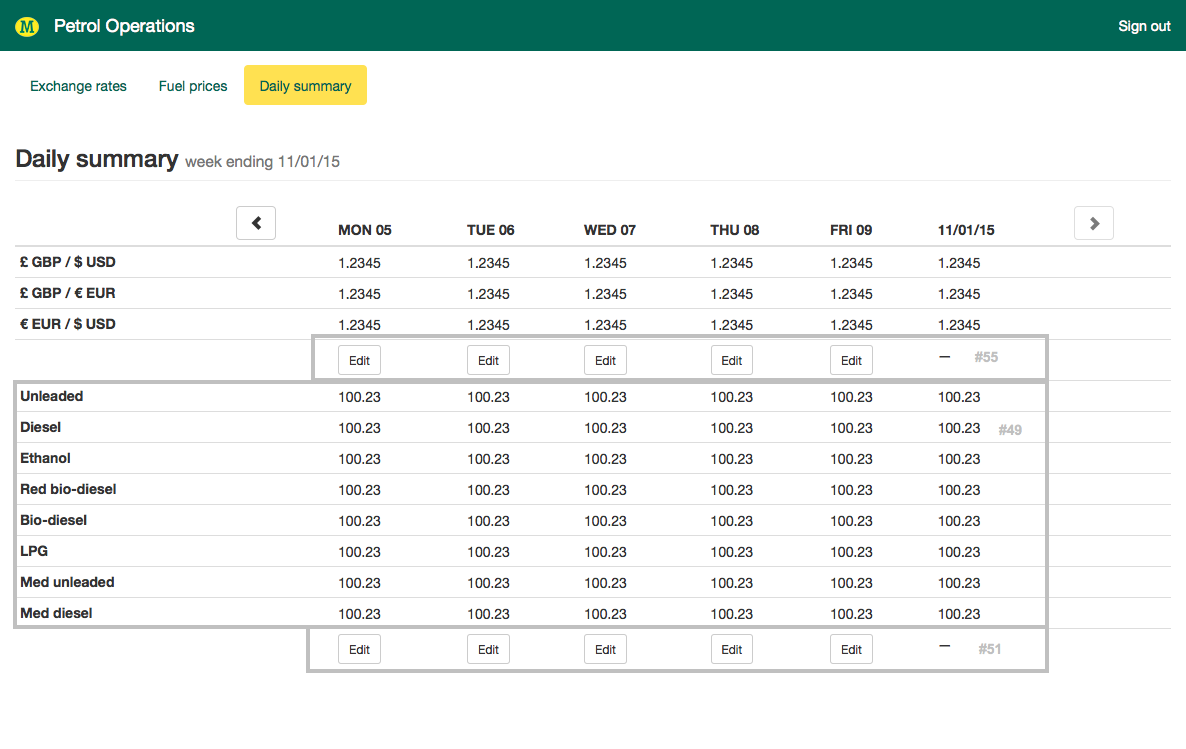 M Petrol Operations Sign out
Exchange rates Fuel prices Daily summary
Daily summary week ending 11/01/15
MON 05 TUE 06 WED 07 THU 08 FRI 09 11/01/15
£ GBP / $ USD 1.2345 1.2345 1.2345 1.2345 1.2345 1.2345
£ GBP / € EUR 1.2345 1.2345 1.2345 1.2345 1.2345 1.2345
€ EUR / $ USD 1.2345 1.2345 1.2345 1.2345 1.2345 1.2345
Edit Edit Edit Edit Edit — #55
Unleaded 100.23 100.23 100.23 100.23 100.23 100.23
Diesel 100.23 100.23 100.23 100.23 100.23 100.23 #49
Ethanol 100.23 100.23 100.23 100.23 100.23 100.23
Red bio-diesel 100.23 100.23 100.23 100.23 100.23 100.23
Bio-diesel 100.23 100.23 100.23 100.23 100.23 100.23
LPG 100.23 100.23 100.23 100.23 100.23 100.23
Med unleaded 100.23 100.23 100.23 100.23 100.23 100.23
Med diesel 100.23 100.23 100.23 100.23 100.23 100.23
Edit Edit Edit Edit Edit — #51